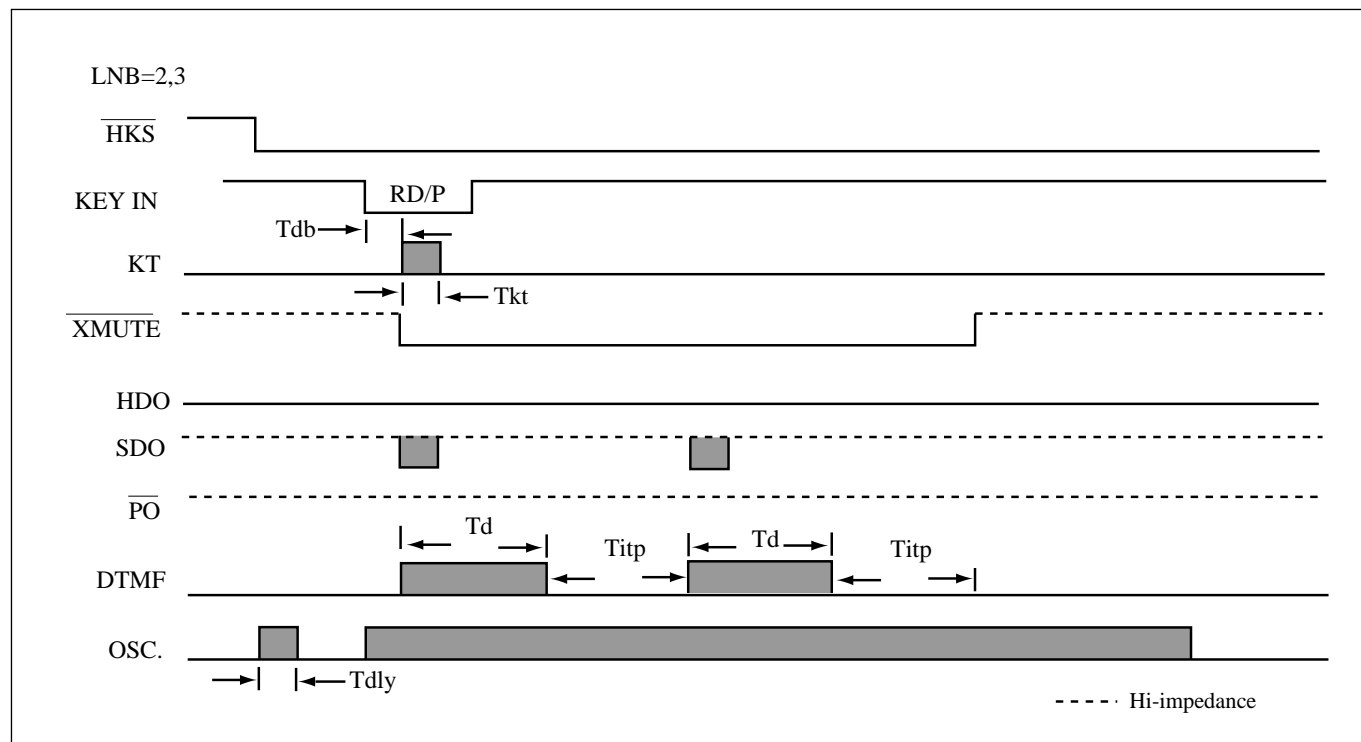 LNB=2,3
HKS
KEY IN
RD/P
Tdb
KT
Tkt
XMUTE
HDO
SDO
PO
Td
Titp
Td
Titp
DTMF
OSC.
Tdly
Hi-impedance